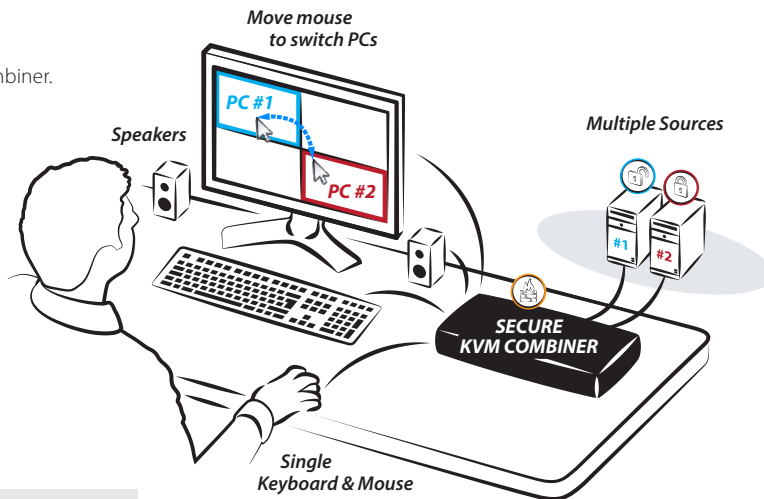 Move mouse
to switch PCs
mbiner.
PC #1
Speakers
Multiple Sources
PC #2
#1
#2
SECURE
KVM COMBINER
Single
Keyboard & Mouse